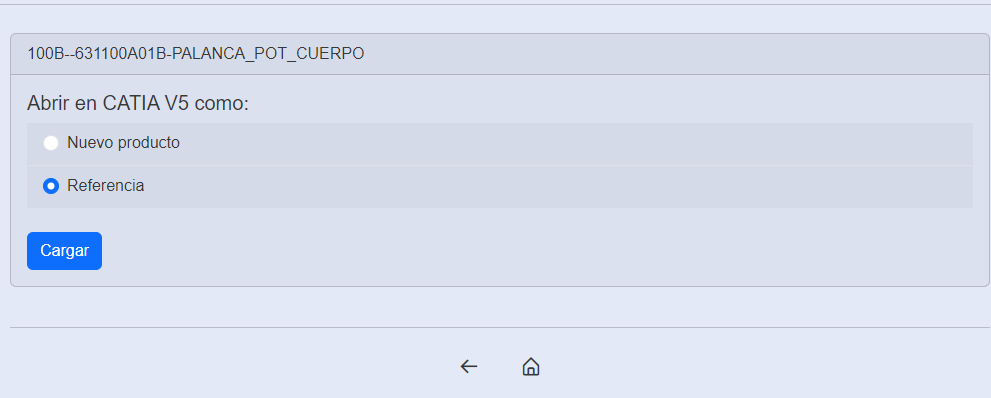 100B--631100A01B-PALANCA_POT_CUERPO
Abrir en CATIA V5 como:
Nuevo producto
Referencia
Cargar